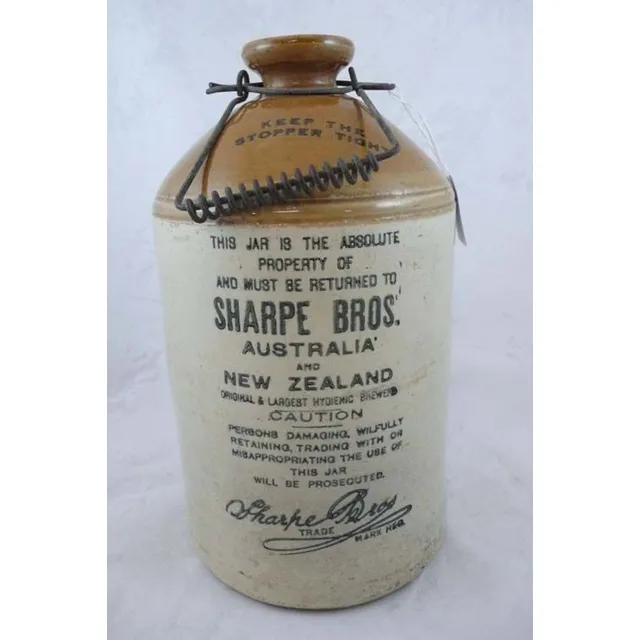 KEEP THE
STOPPER TIGHT
THIS JAR IS THE ABSOLUTE
PROPERTY OF
AND MUST BE RETURNED TO
SHARPE BROS.
AUSTRALIA
AND
NEW ZEALAND
ORIGINAL & LARGEST HYGIENIC BREWERS
CAUTION
PERSONS DAMAGING, WILFULLY
RETAINING, TRADING WITH OR
MISAPPROPRIATING THE USE OF
THIS JAR
WILL BE PROSECUTED.
Sharpe Bros
TRADE MARK REG.